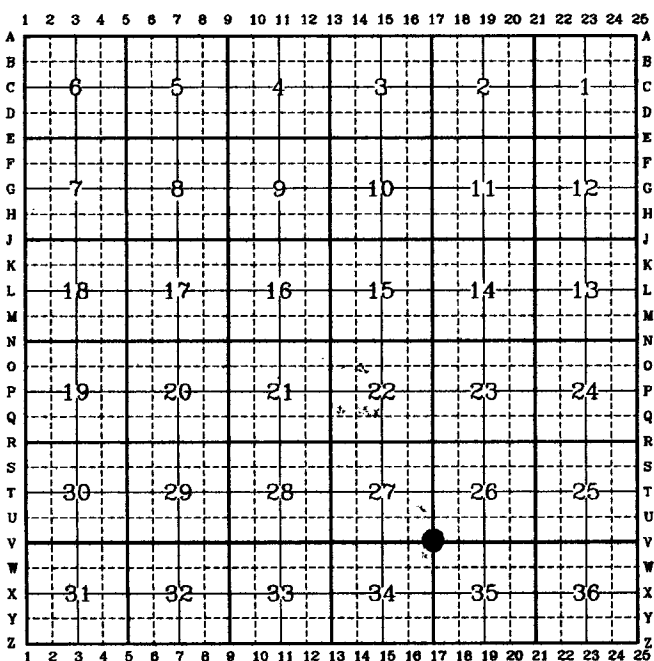 1 2 3 4 5 6 7 8 9 10 11 12 13 14 15 16 17 18 19 20 21 22 23 24 25
A A
B B
C 6 5 4 3 2 1 C
D D
E E
F F
G 7 8 9 10 11 12 G
H H
J J
K K
L 18 17 16 15 14 13 L
M M
N N
O O
P 19 20 21 22 23 24 P
Q Q
R R
S S
T 30 29 28 27 26 25 T
U U
V V
W W
X 31 32 33 34 35 36 X
Y Y
Z Z
1 2 3 4 5 6 7 8 9 10 11 12 13 14 15 16 17 18 19 20 21 22 23 24 25